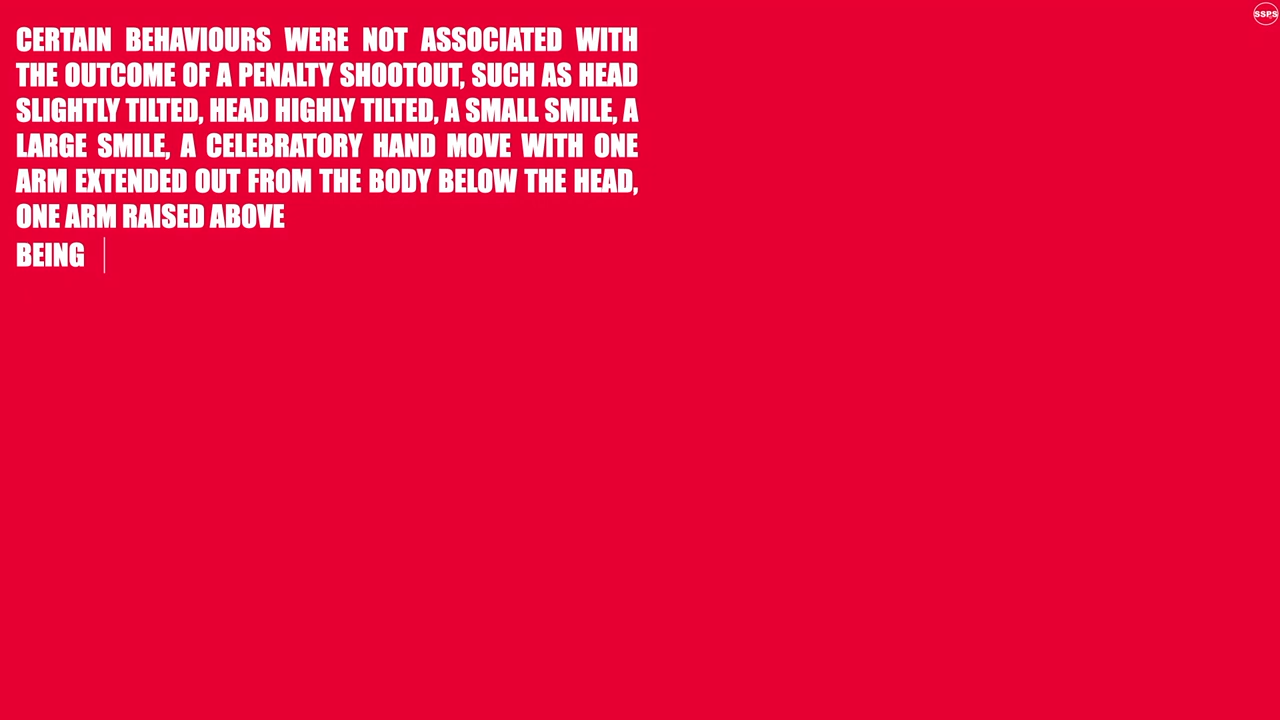 SSPS
CERTAIN BEHAVIOURS WERE NOT ASSOCIATED WITH
THE OUTCOME OF A PENALTY SHOOTOUT, SUCH AS HEAD
SLIGHTLY TILTED, HEAD HIGHLY TILTED, A SMALL SMILE, A
LARGE SMILE, A CELEBRATORY HAND MOVE WITH ONE
ARM EXTENDED OUT FROM THE BODY BELOW THE HEAD,
ONE ARM RAISED ABOVE
BEING